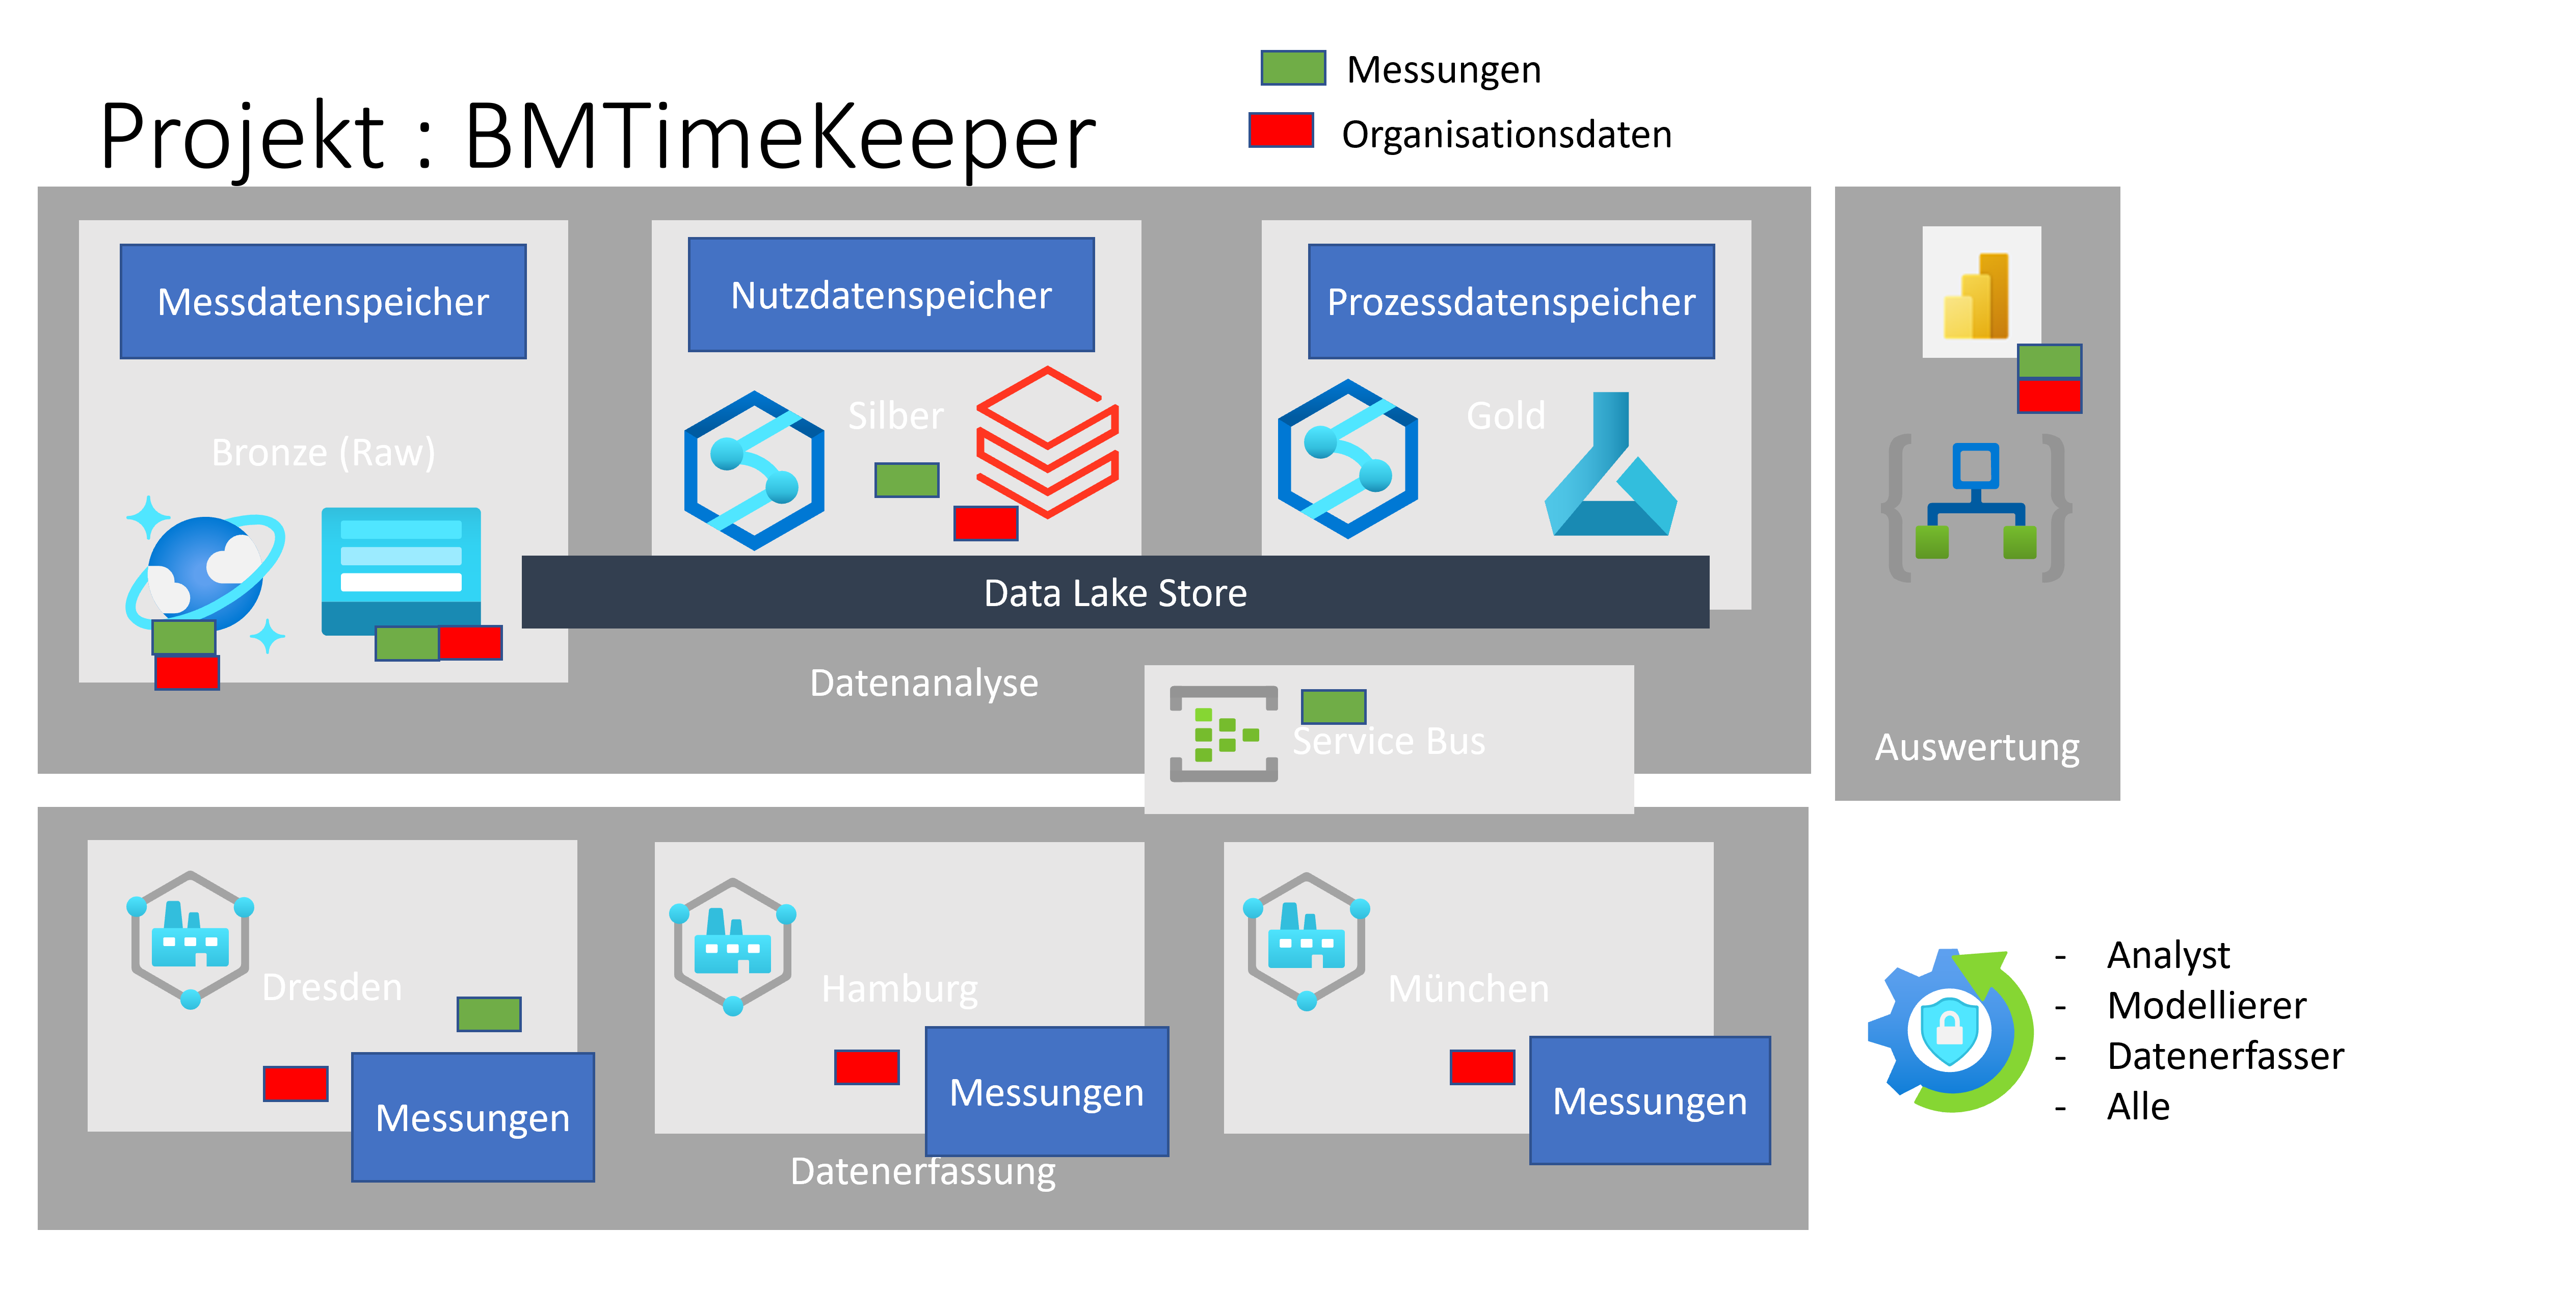 Projekt : BMTimeKeeper
Messungen
Organisationsdaten
Messdatenspeicher
Nutzdatenspeicher
Prozessdatenspeicher
Bronze (Raw)
Silber
Gold
Data Lake Store
Datenanalyse
Service Bus
Auswertung
Dresden
Hamburg
München
Messungen
Messungen
Messungen
Datenerfassung
- Analyst
- Modellierer
- Datenerfasser
- Alle